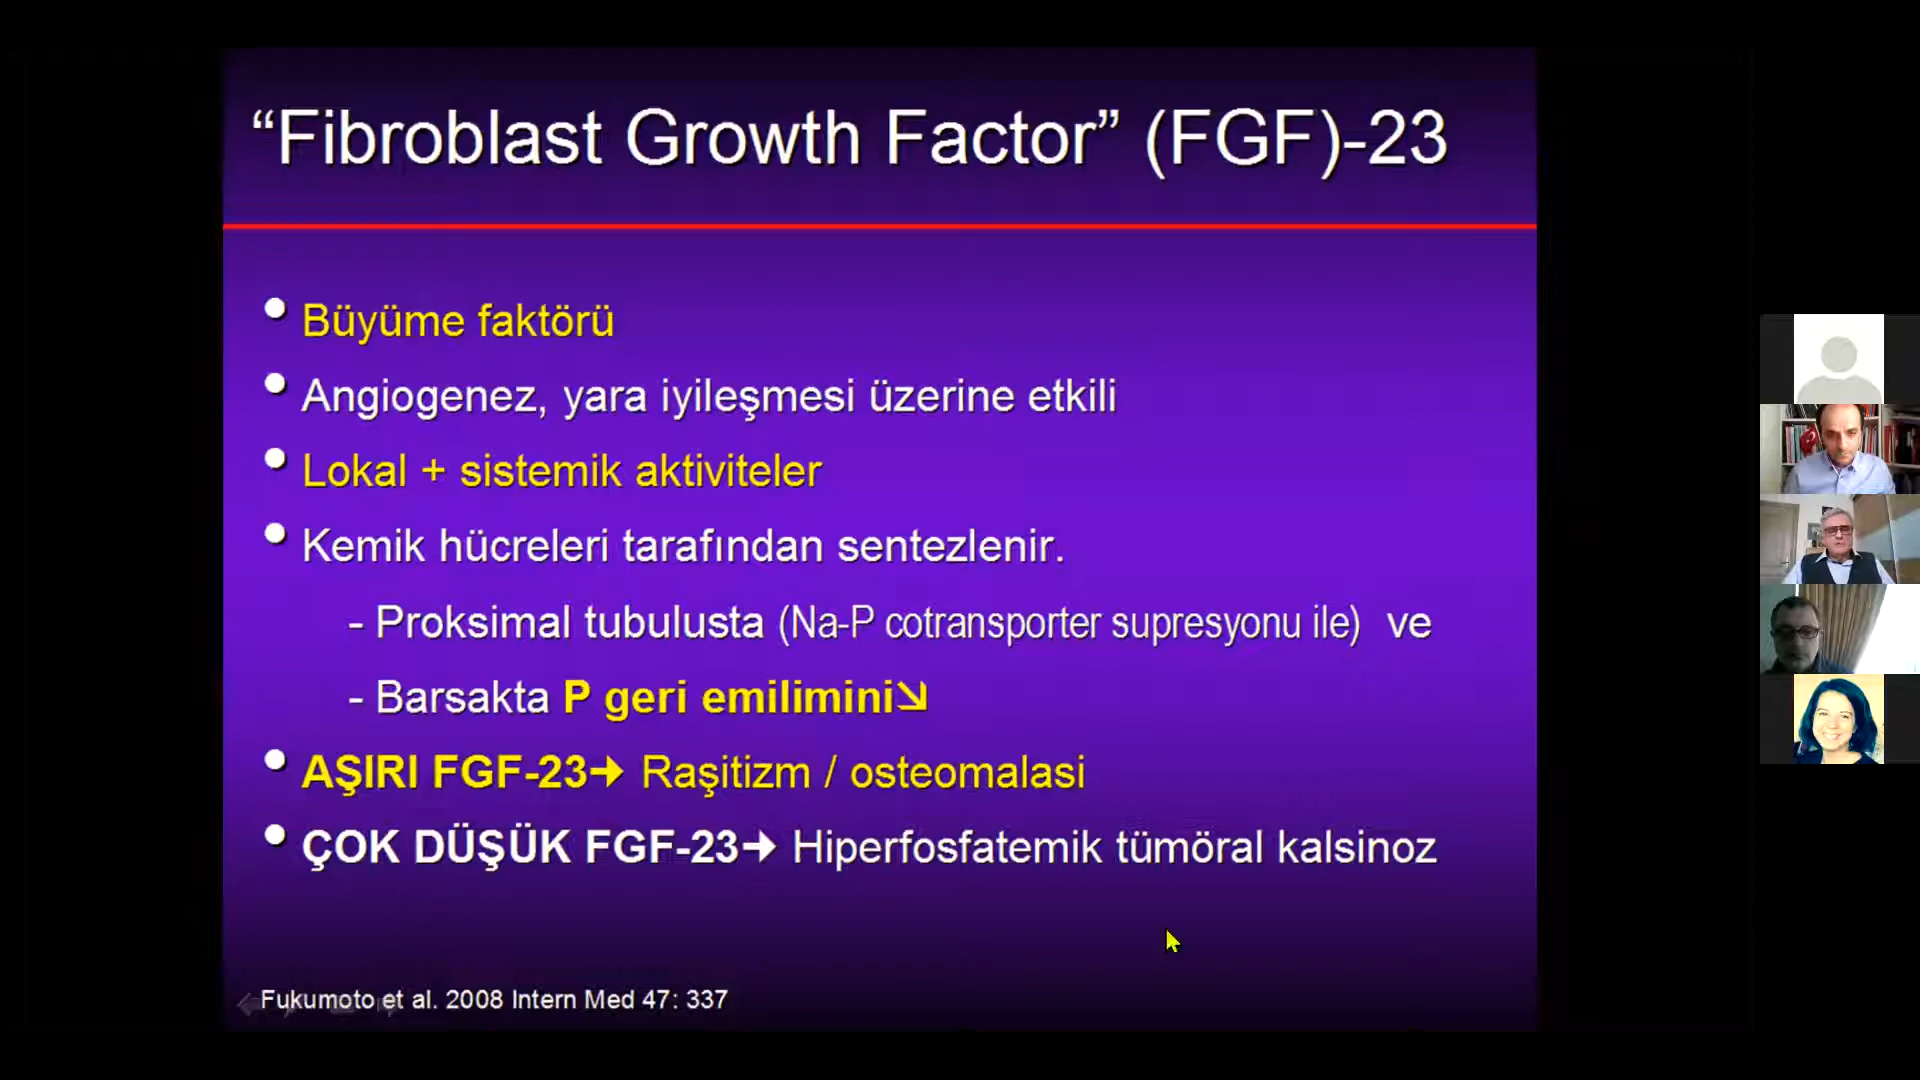 “Fibroblast Growth Factor” (FGF)-23
• Büyüme faktörü
• Angiogenez, yara iyileşmesi üzerine etkili
• Lokal + sistemik aktiviteler
• Kemik hücreleri tarafından sentezlenir.
- Proksimal tubulusta (Na-P cotransporter supresyonu ile) ve
- Barsakta P geri emilimini↘
• AŞIRI FGF-23→ Raşitizm / osteomalasi
• ÇOK DÜŞÜK FGF-23→ Hiperfosfatemik tümöral kalsinoz
Fukumoto et al. 2008 Intern Med 47: 337